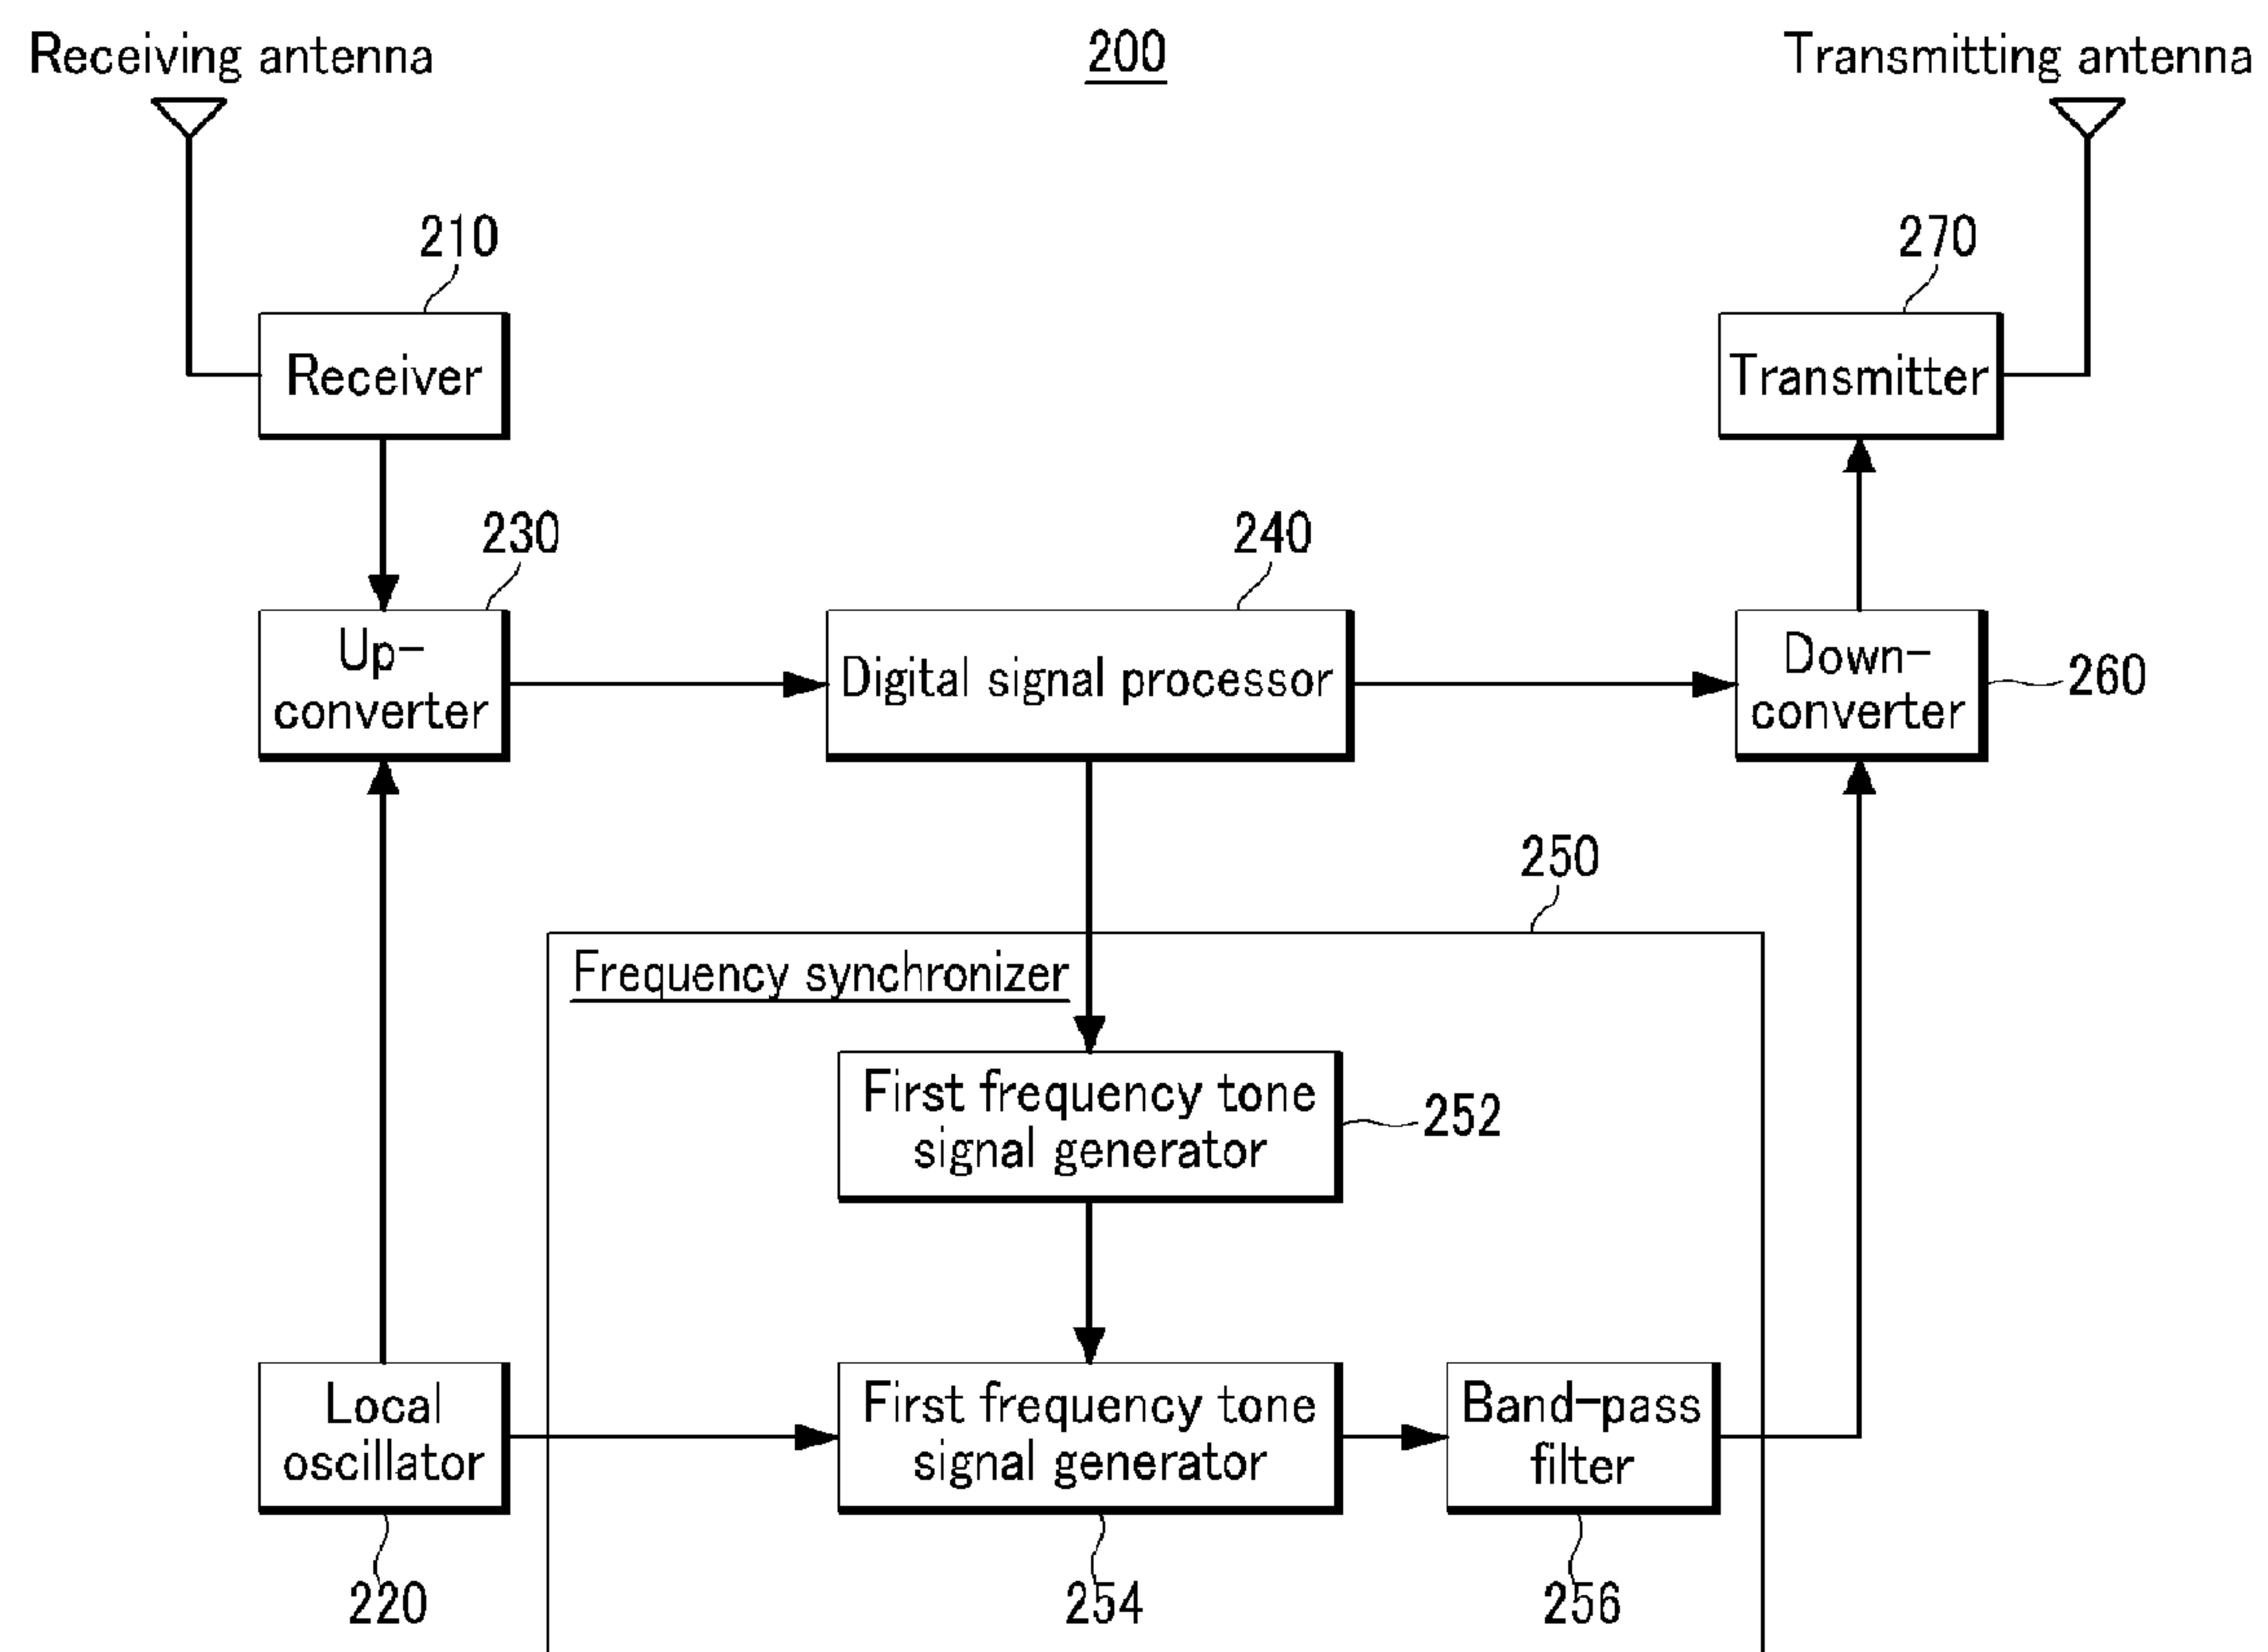 Receiving antenna
200
Transmitting antenna
210
270
Receiver
Transmitter
230
240
Up-
converter
Digital signal processor
Down-
converter
260
250
Frequency synchronizer
First frequency tone
signal generator
252
Local
oscillator
First frequency tone
signal generator
Band-pass
filter
220
254
256